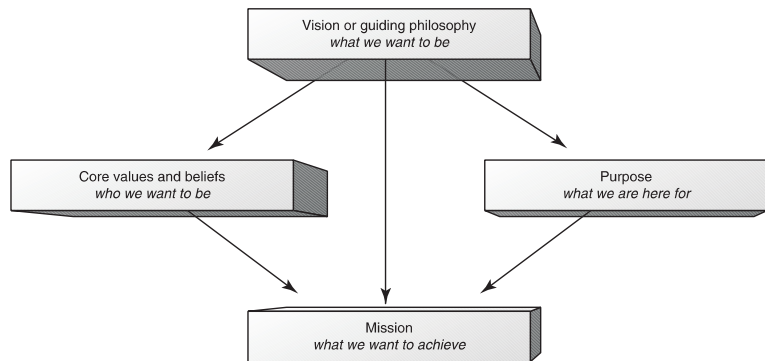 Vision or guiding philosophy
what we want to be
Core values and beliefs
who we want to be
Purpose
what we are here for
Mission
what we want to achieve